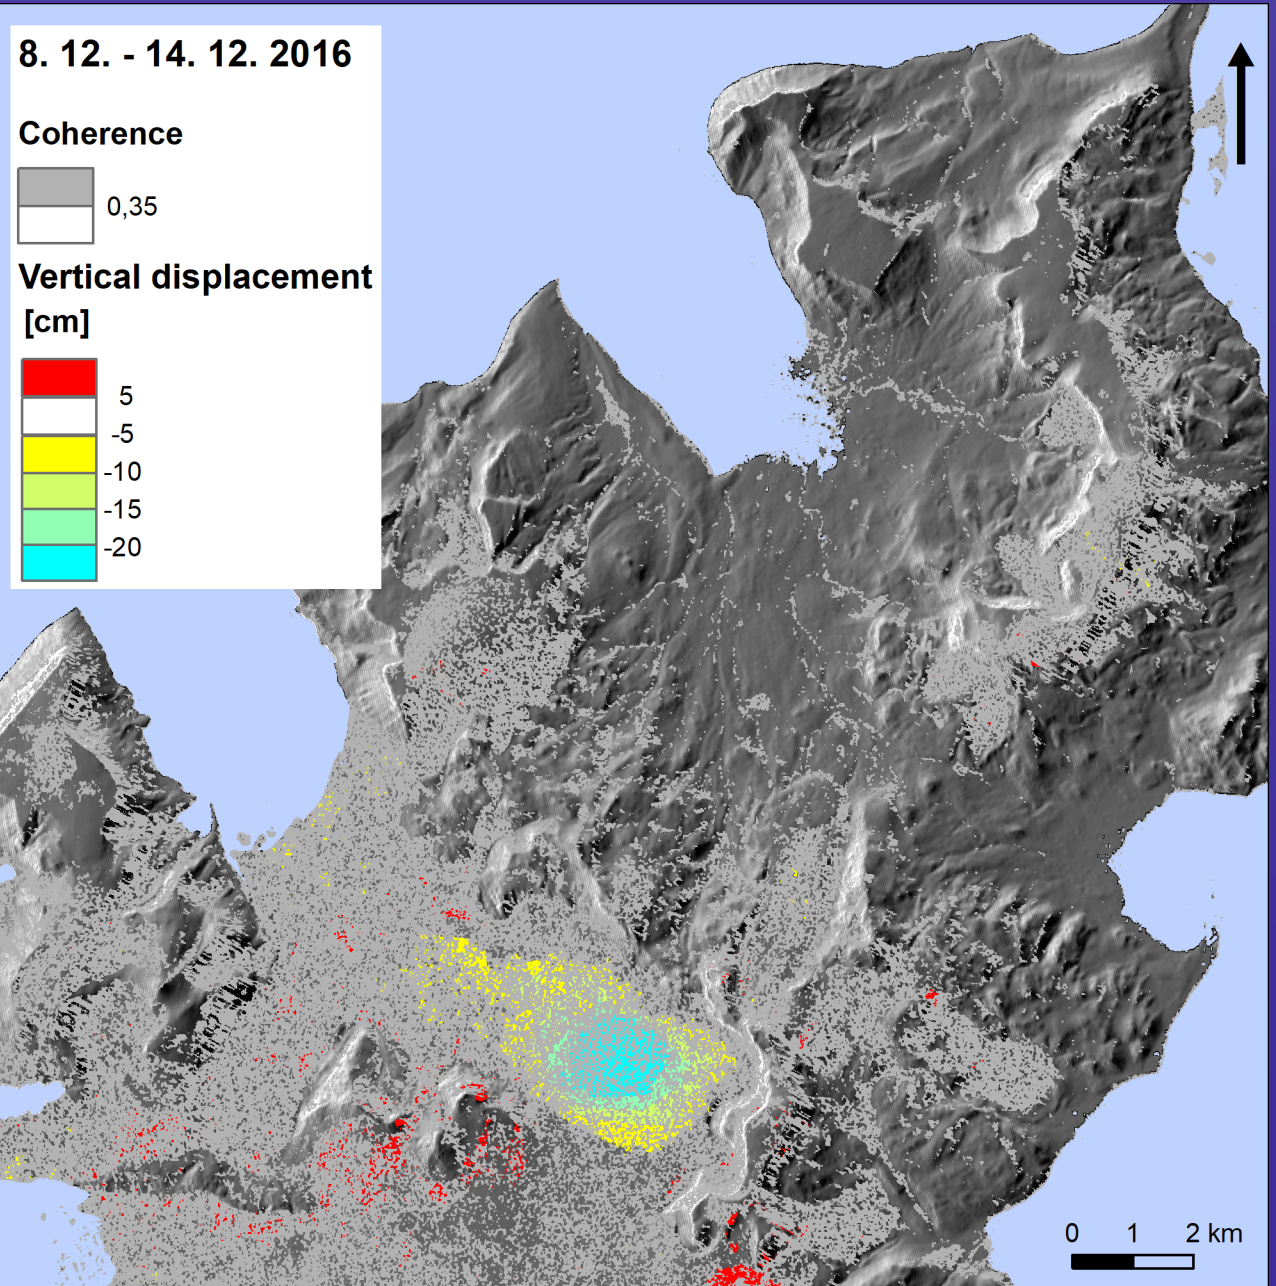 8. 12. - 14. 12. 2016
Coherence
0,35
Vertical displacement
[cm]
5
-5
-10
-15
-20
0 1 2 km